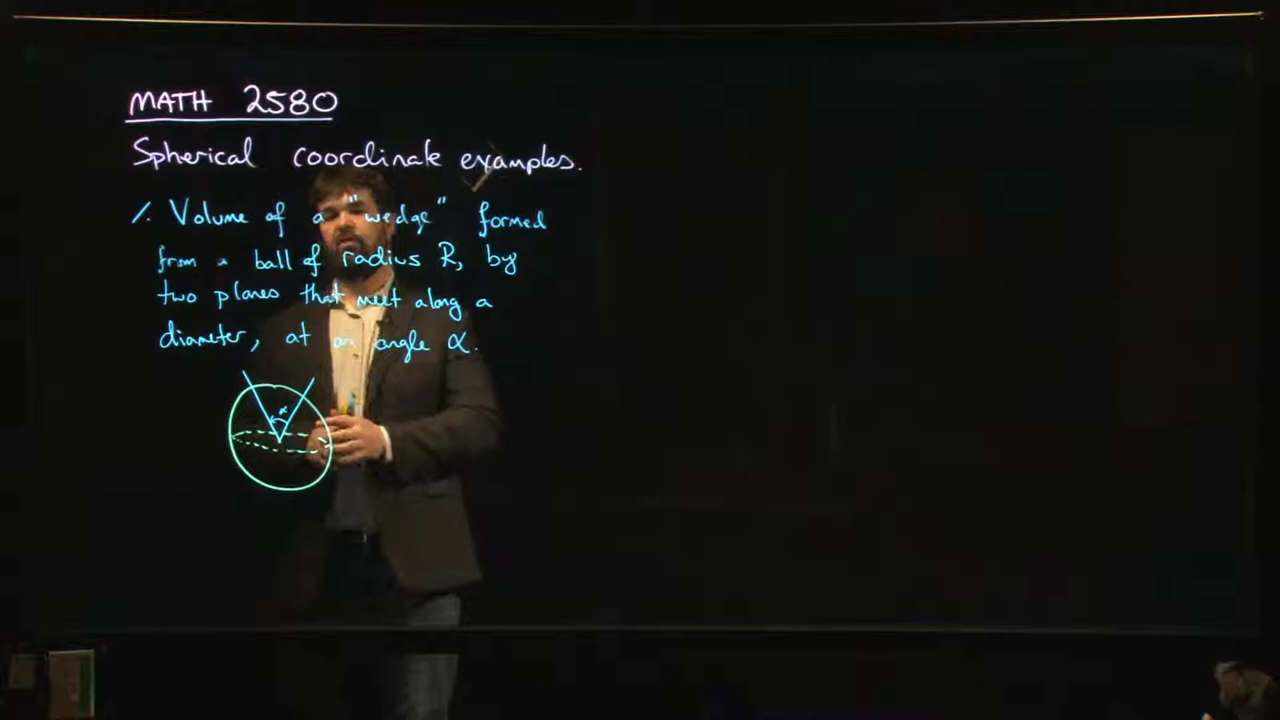 MATH 2580
Spherical coordinate examples.
1. Volume of a "wedge" formed
from a ball of radius R, by
two planes that meet along a
diameter, at an angle α.
α